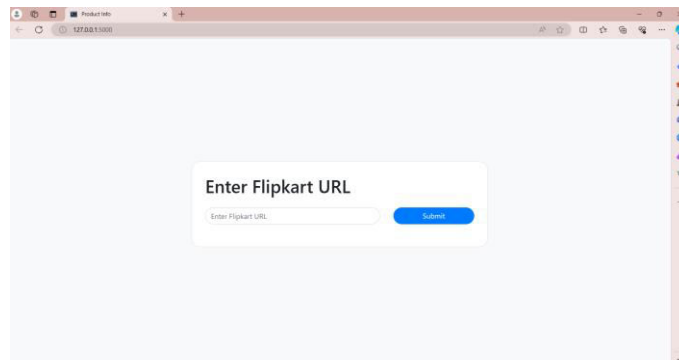 Product Info
127.0.0.1:5000
Enter Flipkart URL
Enter Flipkart URL
Submit